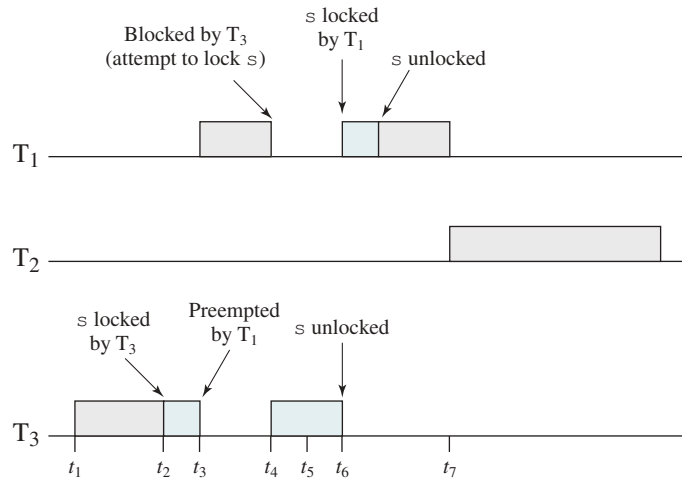 Blocked by T3
(attempt to lock s)
s locked
by T1
s unlocked
T1
T2
s locked
by T3
Preempted
by T1
s unlocked
T3
t1 t2 t3 t4 t5 t6 t7